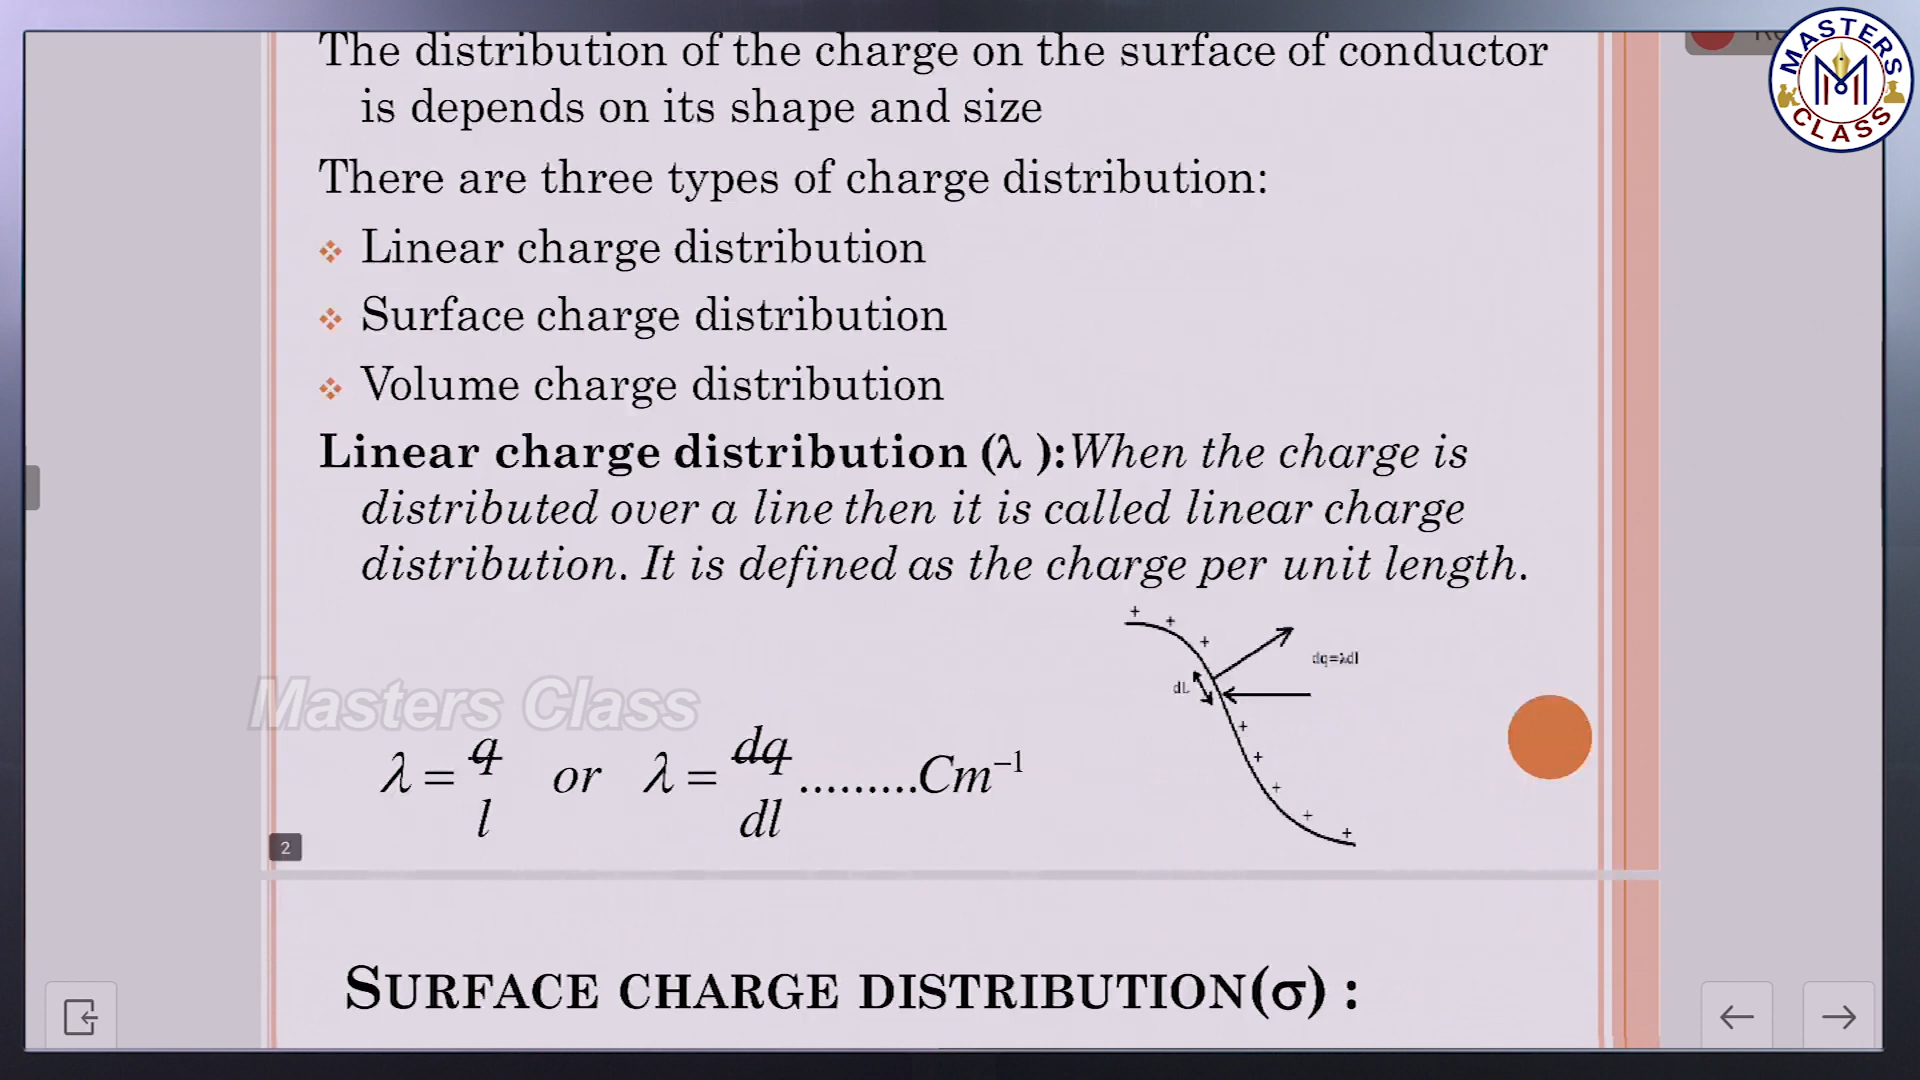 The distribution of the charge on the surface of conductor
is depends on its shape and size
There are three types of charge distribution:
Linear charge distribution
Surface charge distribution
Volume charge distribution
Linear charge distribution (λ ):When the charge is
distributed over a line then it is called linear charge
distribution. It is defined as the charge per unit length.
dq=λdl
dL
Masters Class
λ = q/l or λ = dq/dl .........Cm⁻¹
2
SURFACE CHARGE DISTRIBUTION(σ) :
MASTERS
M
CLASS